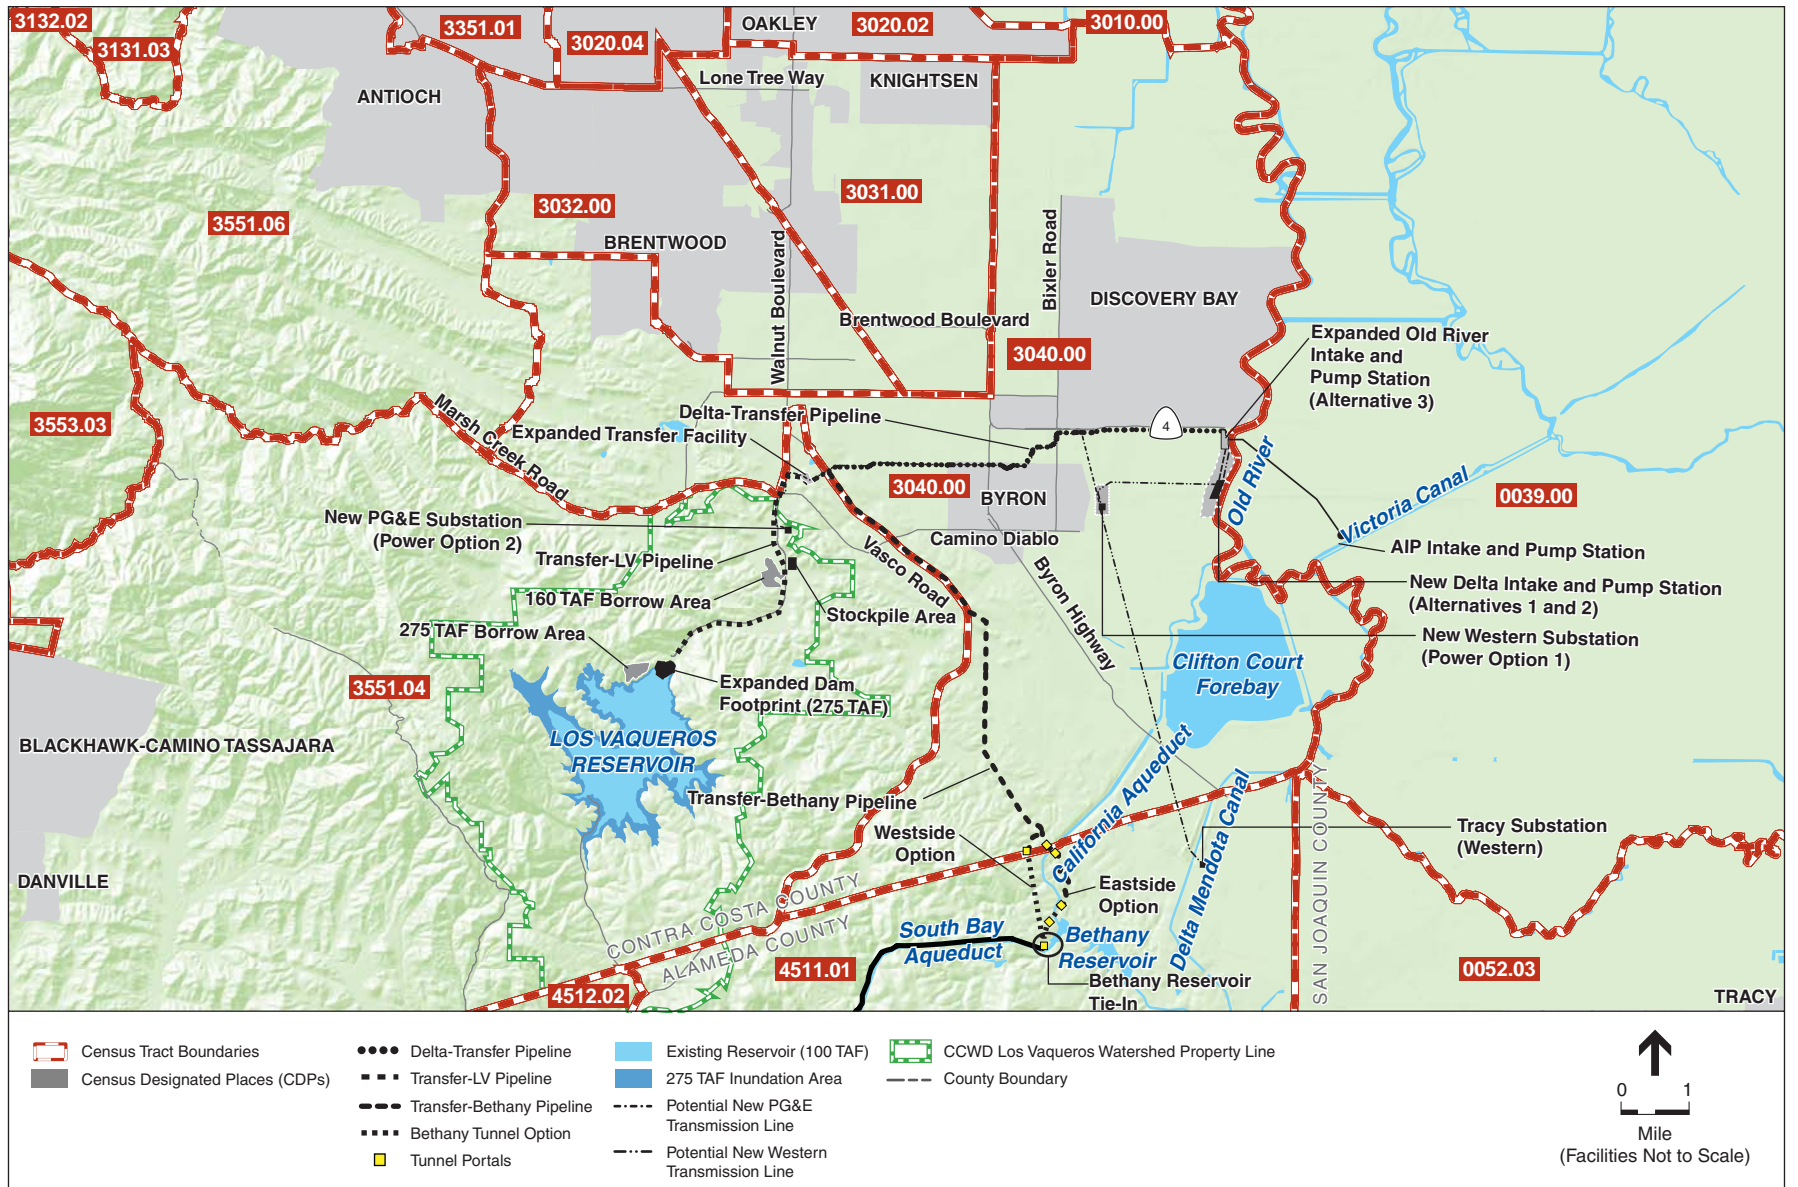 3132.02
3131.03
3351.01
3020.04
OAKLEY
3020.02
3010.00
Lone Tree Way
KNIGHTSEN
ANTIOCH
3031.00
3032.00
3551.06
BRENTWOOD
Walnut Boulevard
Bixler Road
DISCOVERY BAY
Brentwood Boulevard
3040.00
Expanded Old River
Intake and
Pump Station
(Alternative 3)
3553.03
Marsh Creek Road
Delta-Transfer Pipeline
Expanded Transfer Facility
4
Old River
3040.00
BYRON
Victoria Canal
0039.00
New PG&E Substation
(Power Option 2)
Camino Diablo
AIP Intake and Pump Station
Transfer-LV Pipeline
Vasco Road
Byron Highway
New Delta Intake and Pump Station
(Alternatives 1 and 2)
160 TAF Borrow Area
Stockpile Area
275 TAF Borrow Area
New Western Substation
(Power Option 1)
Clifton Court
Forebay
3551.04
Expanded Dam
Footprint (275 TAF)
BLACKHAWK-CAMINO TASSAJARA
LOS VAQUEROS
RESERVOIR
California Aqueduct
Delta Mendota Canal
SAN JOAQUIN COUNTY
Transfer-Bethany Pipeline
Westside
Option
Tracy Substation
(Western)
DANVILLE
Eastside
Option
CONTRA COSTA COUNTY
ALAMEDA COUNTY
South Bay
Aqueduct
Bethany
Reservoir
4511.01
0052.03
Bethany Reservoir
Tie-In
4512.02
TRACY
Census Tract Boundaries
Census Designated Places (CDPs)
Delta-Transfer Pipeline
Transfer-LV Pipeline
Transfer-Bethany Pipeline
Bethany Tunnel Option
Tunnel Portals
Existing Reservoir (100 TAF)
275 TAF Inundation Area
Potential New PG&E
Transmission Line
Potential New Western
Transmission Line
CCWD Los Vaqueros Watershed Property Line
County Boundary
0 1
Mile
(Facilities Not to Scale)